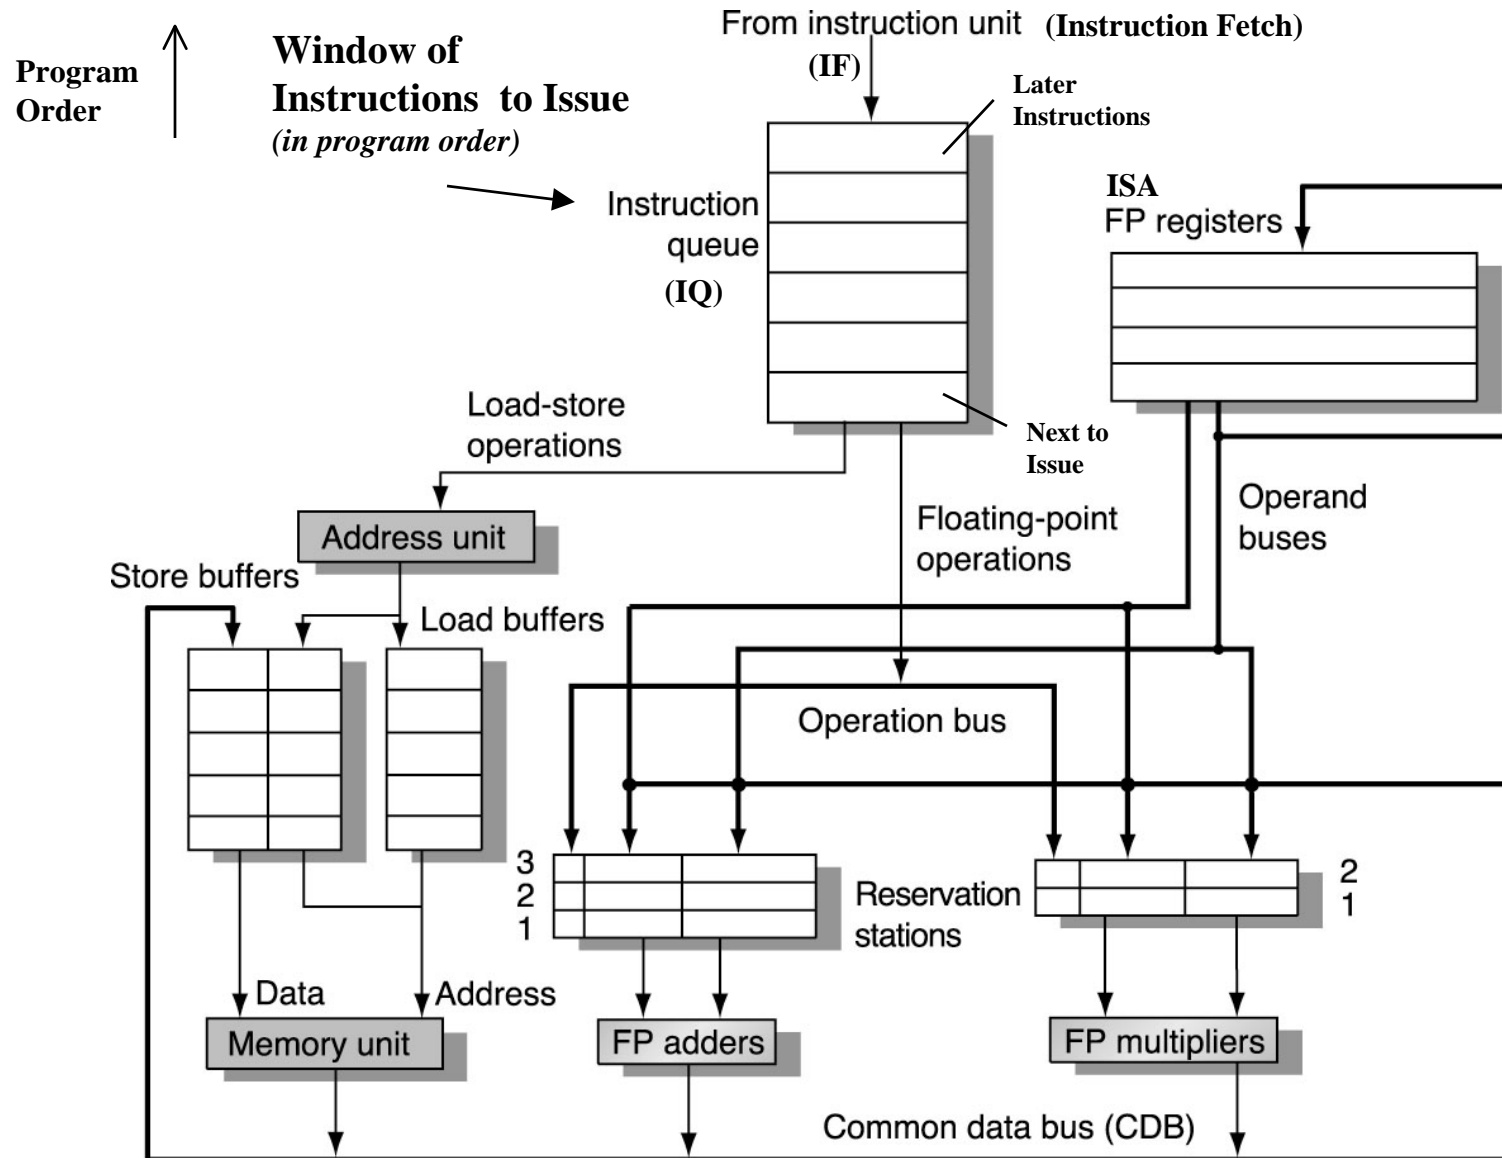 From instruction unit (Instruction Fetch)
(IF)
Program
Order
Window of
Instructions to Issue
(in program order)
Later
Instructions
Instruction
queue
(IQ)
ISA
FP registers
Load-store
operations
Next to
Issue
Floating-point
operations
Operand
buses
Address unit
Store buffers
Load buffers
Operation bus
3
2
1
Reservation
stations
2
1
Data
Address
Memory unit
FP adders
FP multipliers
Common data bus (CDB)